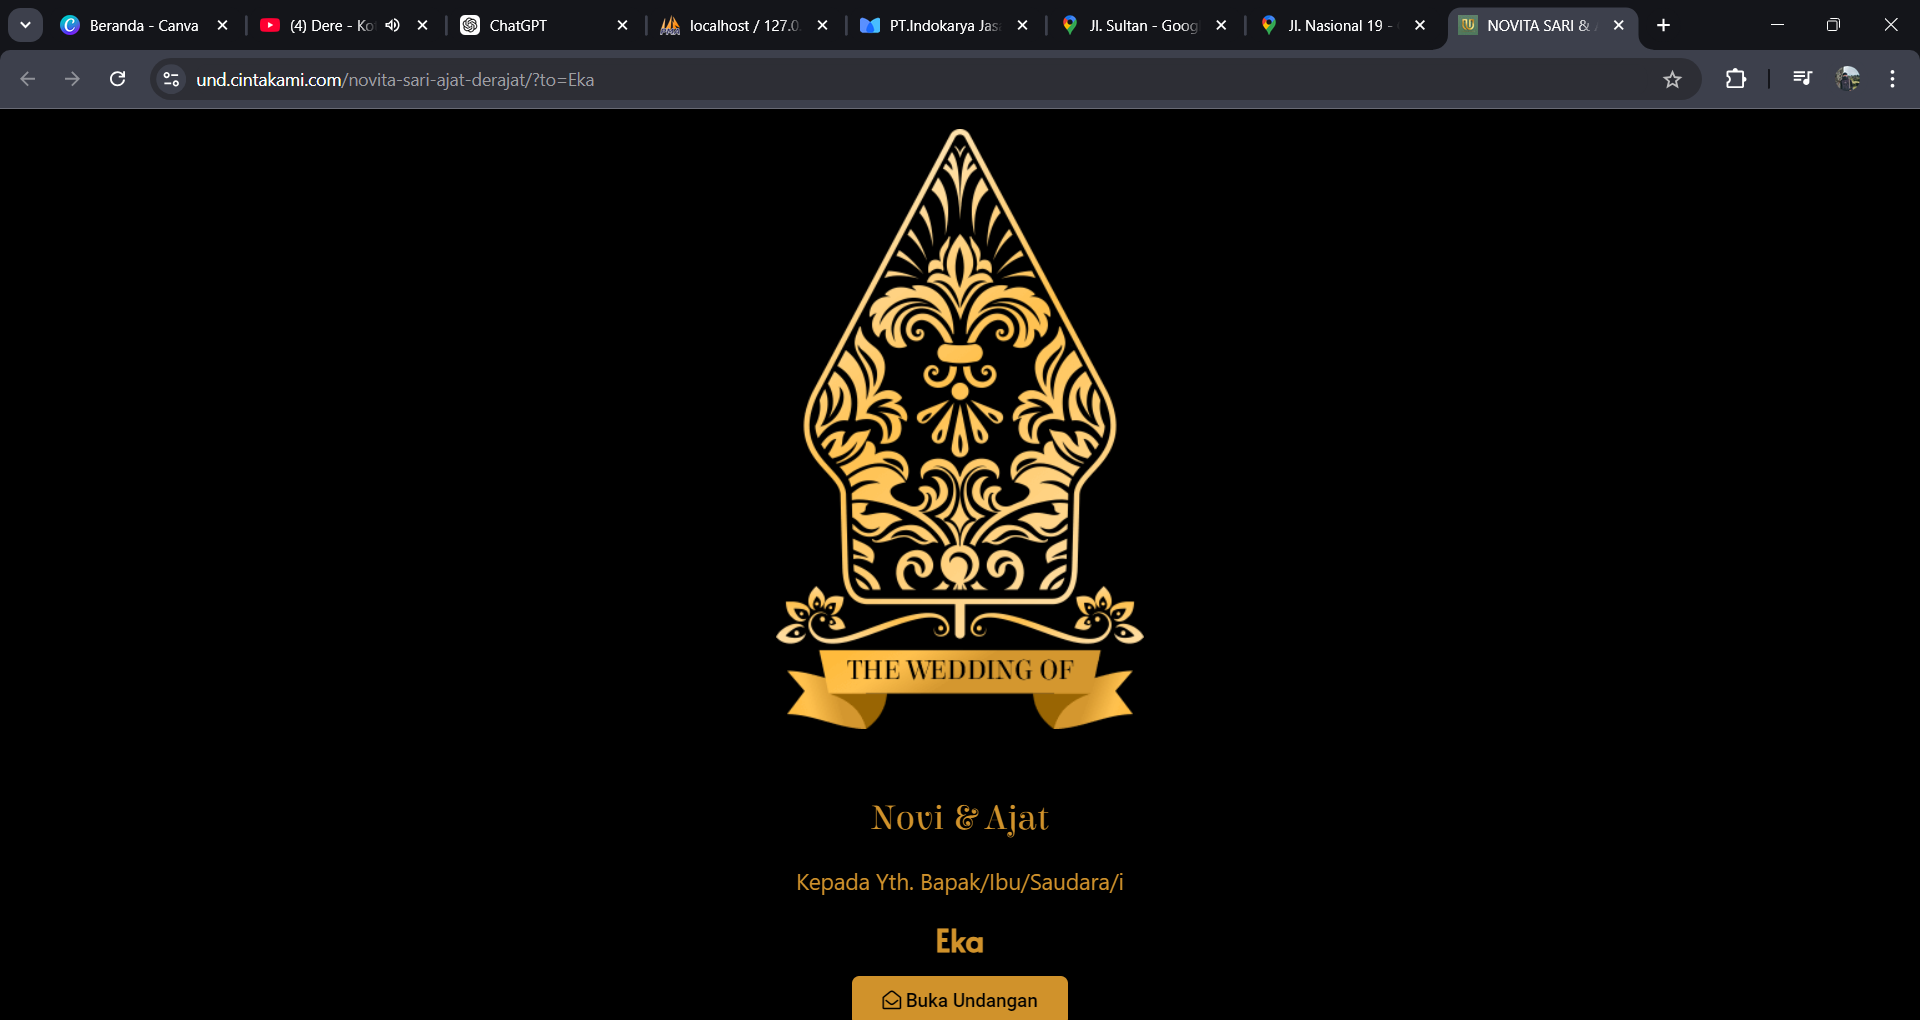 Beranda - Canva
(4) Dere - Ko
ChatGPT
localhost / 127.0.
PT.Indokarya Jas
Jl. Sultan - Goog
Jl. Nasional 19 -
NOVITA SARI &
und.cintakami.com/novita-sari-ajat-derajat/?to=Eka
THE WEDDING OF
Novi & Ajat
Kepada Yth. Bapak/Ibu/Saudara/i
Eka
Buka Undangan